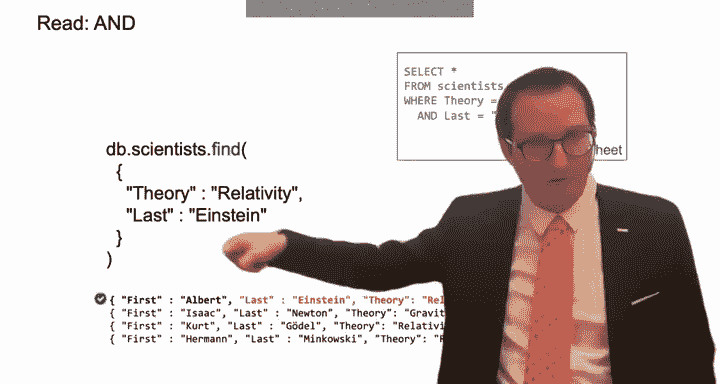 Read: AND
SELECT *
FROM scientists
WHERE Theory =
AND Last = "
heet
db.scientists.find(
{
"Theory" : "Relativity",
"Last" : "Einstein"
}
)
{ "First" : "Albert", "Last" : "Einstein", "Theory": "Rel
{ "First" : "Isaac", "Last" : "Newton", "Theory": "Gravit
{ "First" : "Kurt", "Last" : "Gödel", "Theory": "Relativi
{ "First" : "Hermann", "Last" : "Minkowski", "Theory": "